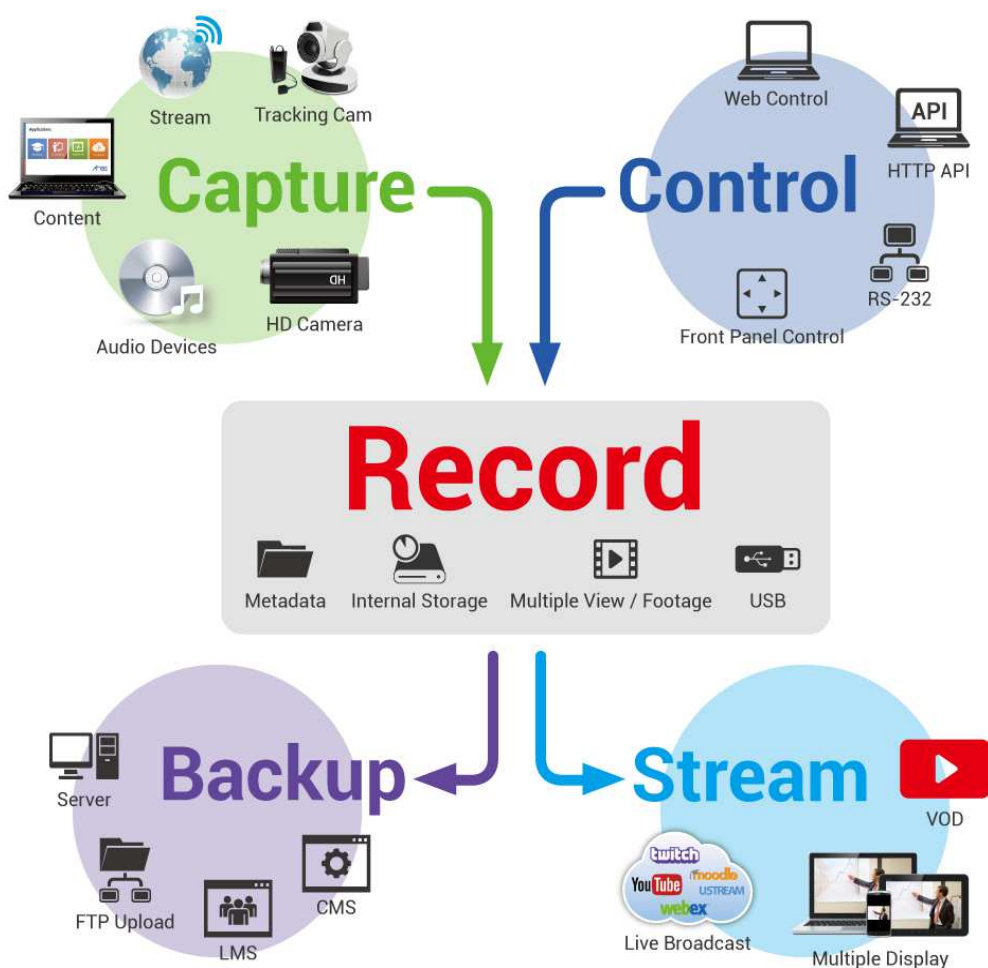 Stream
Tracking Cam
Application
Content
Capture
Audio Devices
HD
HD Camera
Web Control
API
HTTP API
Control
RS-232
Front Panel Control
Record
Metadata
Internal Storage
Multiple View / Footage
USB
Backup
Server
FTP Upload
LMS
CMS
Stream
VOD
twitch
YouTube
moodle
USTREAM
webex
Live Broadcast
Multiple Display